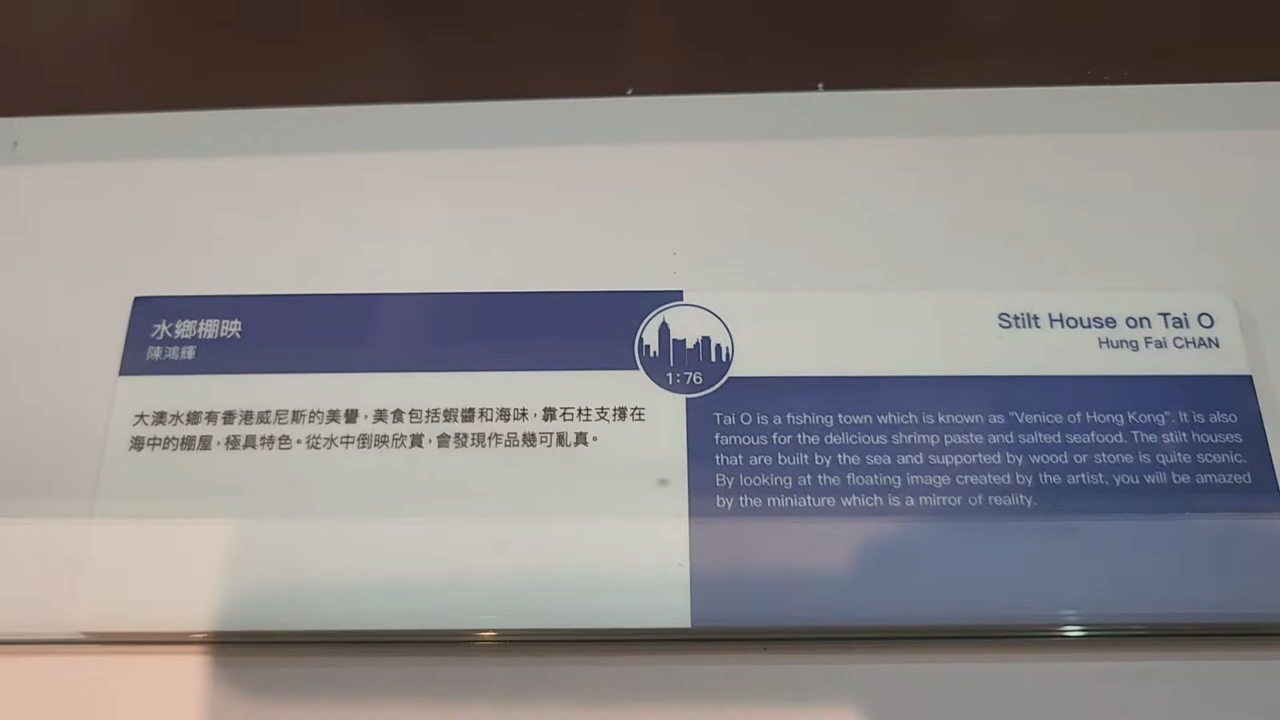 水鄉棚映
陳鴻輝
大澳水鄉有香港威尼斯的美譽，美食包括蝦醬和海味，靠石柱支撐在
海中的棚屋，極具特色。從水中倒映欣賞，會發現作品幾可亂真。
1:76
Stilt House on Tai O
Hung Fai CHAN
Tai O is a fishing town which is known as "Venice of Hong Kong". It is also
famous for the delicious shrimp paste and salted seafood. The stilt houses
that are built by the sea and supported by wood or stone is quite scenic.
By looking at the floating image created by the artist, you will be amazed
by the miniature which is a mirror of reality.